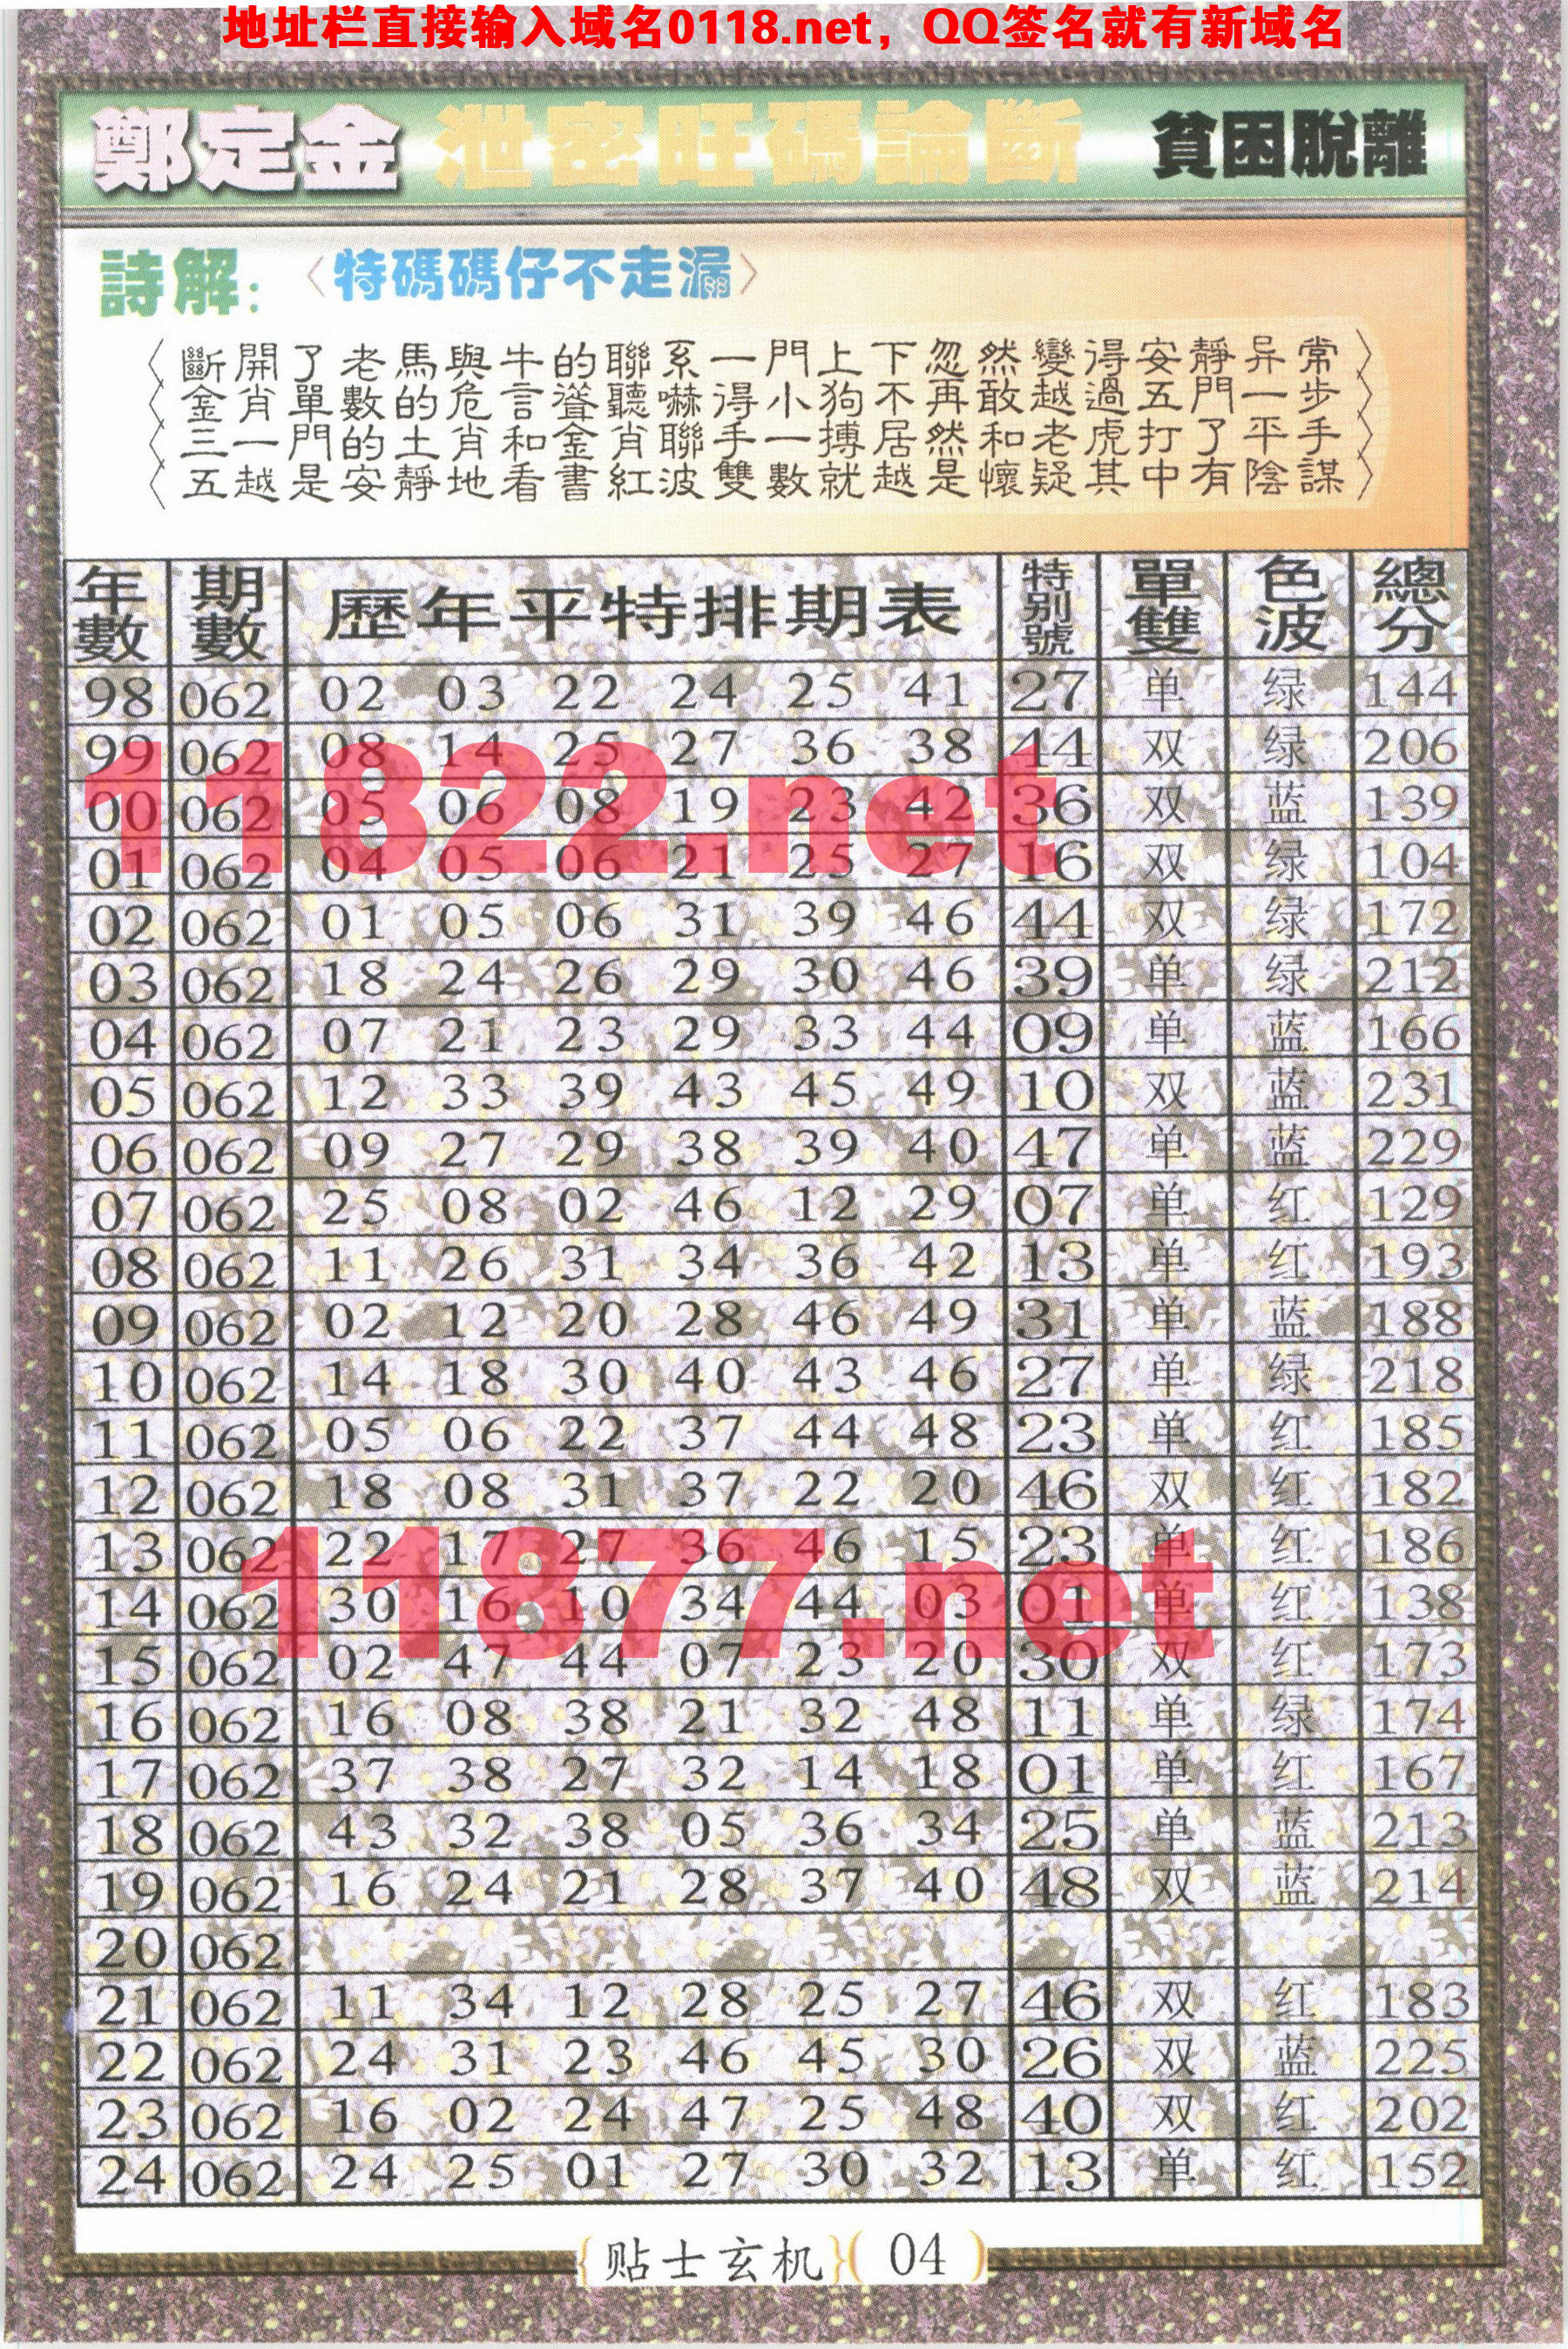 地址栏直接输入域名0118.net，QQ签名就有新域名
鄭定金 泄密旺碼論斷 貧困脫離
詩解：〈特碼碼仔不走漏〉
〈斷開了老馬與牛的聯系一門上下忽然變得安靜异常〉
〈金肖單數的危言聳聽嚇得小狗不再敢越過五門一步〉
〈三一門的土肖和金肖聯手一搏居然和老虎打了平手〉
〈五越是安靜地看書紅波雙數就越是懷疑其中有陰謀〉
年數 期數 歷年平特排期表 特别號 單雙 色波 總分
98 062 02 03 22 24 25 41 27 单 绿 144
99 062 08 14 25 27 36 38 44 双 绿 206
00 062 05 06 08 19 23 42 36 双 蓝 139
01 062 04 05 06 21 25 27 16 双 绿 104
02 062 01 05 06 31 39 46 44 双 绿 172
03 062 18 24 26 29 30 46 39 单 绿 212
04 062 07 21 23 29 33 44 09 单 蓝 166
05 062 12 33 39 43 45 49 10 双 蓝 231
06 062 09 27 29 38 39 40 47 单 蓝 229
07 062 25 08 02 46 12 29 07 单 红 129
08 062 11 26 31 34 36 42 13 单 红 193
09 062 02 12 20 28 46 49 31 单 蓝 188
10 062 14 18 30 40 43 46 27 单 绿 218
11 062 05 06 22 37 44 48 23 单 红 185
12 062 18 08 31 37 22 20 46 双 红 182
13 062 22 17 27 36 46 15 23 单 红 186
14 062 30 16 10 34 44 03 01 单 红 138
15 062 02 47 44 07 23 20 30 双 红 173
16 062 16 08 38 21 32 48 11 单 绿 174
17 062 37 38 27 32 14 18 01 单 红 167
18 062 43 32 38 05 36 34 25 单 蓝 213
19 062 16 24 21 28 37 40 48 双 蓝 214
20 062
21 062 11 34 12 28 25 27 46 双 红 183
22 062 24 31 23 46 45 30 26 双 蓝 225
23 062 16 02 24 47 25 48 40 双 红 202
24 062 24 25 01 27 30 32 13 单 红 152
11822.net
11877.net
{贴士玄机}(04)